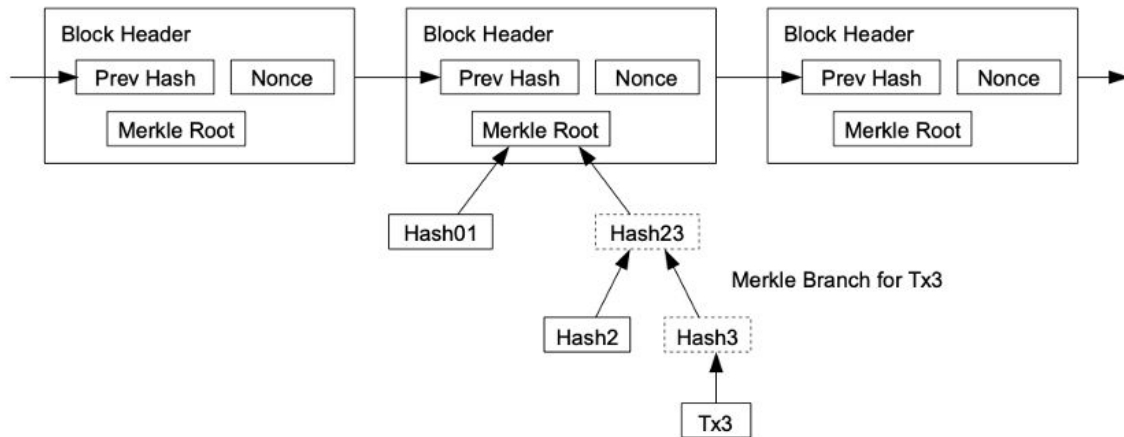 Block Header
Block Header
Block Header
Prev Hash
Nonce
Prev Hash
Nonce
Prev Hash
Nonce
Merkle Root
Merkle Root
Merkle Root
Hash01
Hash23
Merkle Branch for Tx3
Hash2
Hash3
Tx3